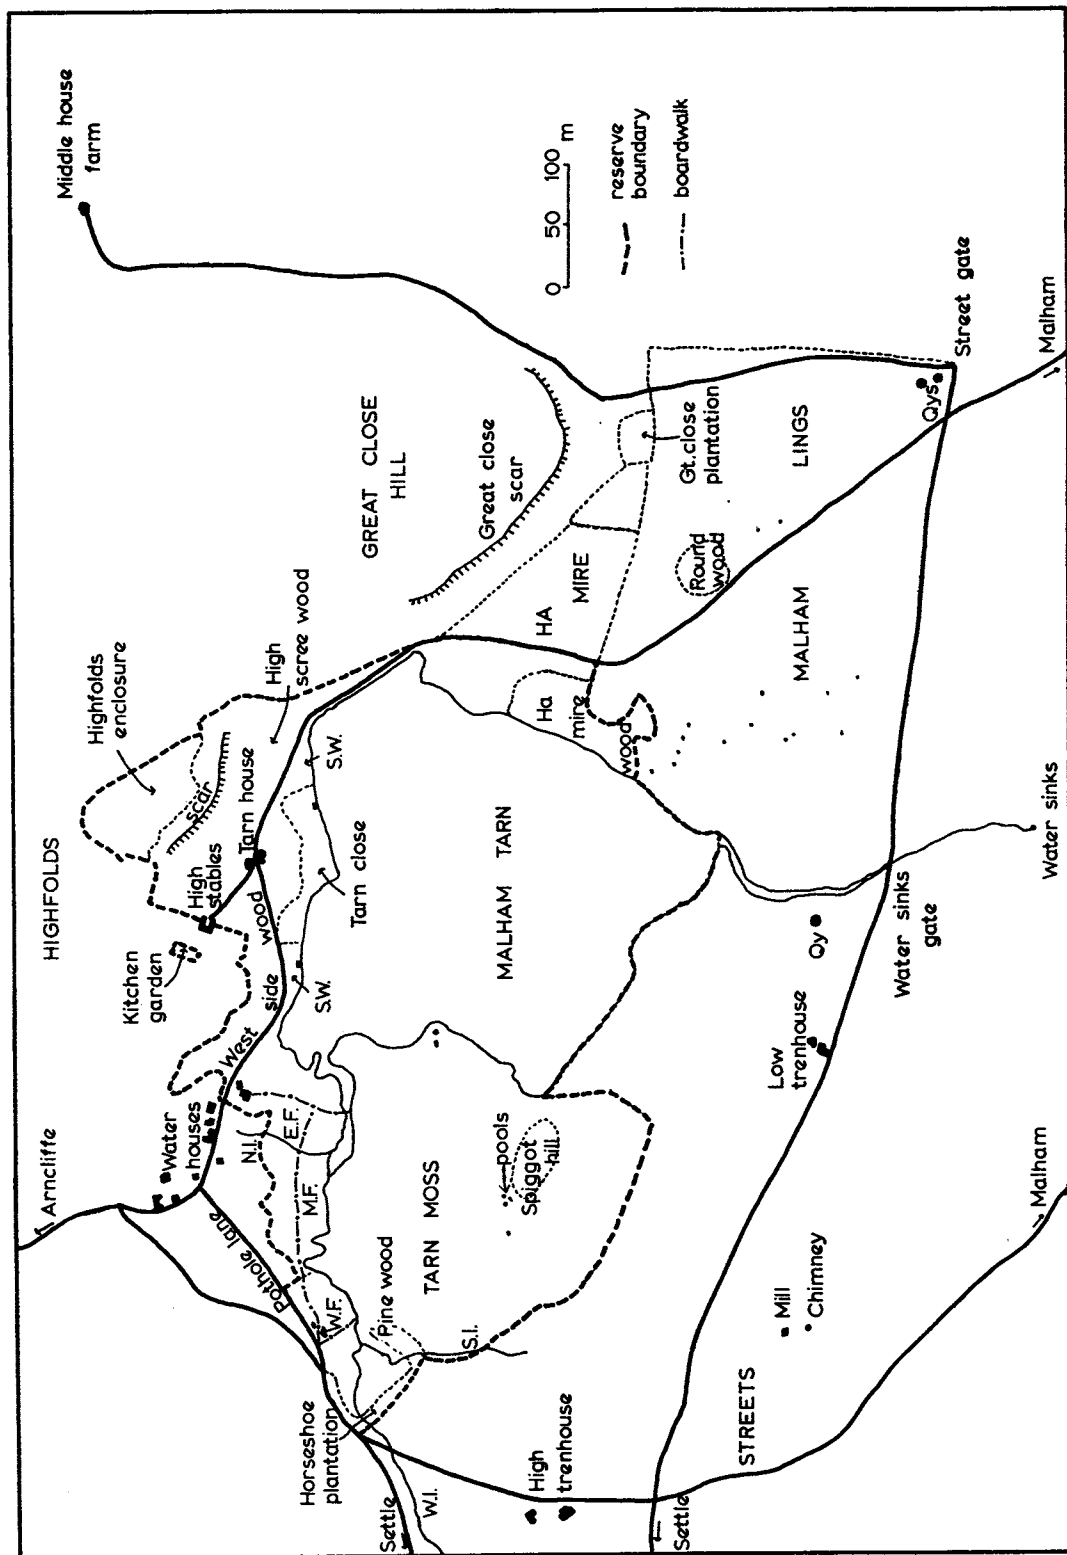 Middle house
farm
Arncliffe
HIGHFOLDS
Highfolds
enclosure
High
scree wood
scar
Tarn house
High
stables
Kitchen
garden
West
side
wood
Water
houses
Pothole lane
N.I.
E.F.
M.F.
W.F.
S.W.
S.W.
Tarn close
GREAT CLOSE
HILL
Great close
scar
0 50 100
m
reserve
boundary
boardwalk
HA
MIRE
Ha
mire
wood
Gt.close
plantation
Round
wood
MALHAM
LINGS
MALHAM TARN
TARN MOSS
pools
Spiggot
hill
Pine wood
S.I.
Horseshoe
plantation
Settle
W.I.
High
trenhouse
Settle
STREETS
Mill
Chimney
Low
trenhouse
Qy
Water sinks
gate
Water sinks
Qys
Street gate
Malham
Malham